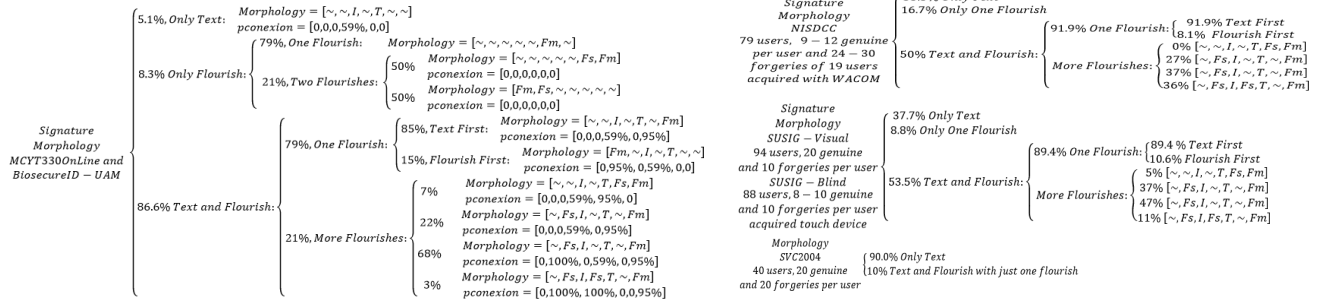 5.1%, Only Text:
Morphology = [~,~,I,~,T,~,~]
pconexion = [0,0,0,59%,0,0]
79%, One Flourish:
Morphology = [~,~,~,~,~,Fm,~]
8.3% Only Flourish:
21%, Two Flourishes:
50%
Morphology = [~,~,~,~,~,Fs,Fm]
pconexion = [0,0,0,0,0,0]
50%
Morphology = [Fm,Fs,~,~,~,~,~]
pconexion = [0,0,0,0,0,0]
Signature
Morphology
MCYT330OnLine and
BiosecureID − UAM
86.6% Text and Flourish:
79%, One Flourish:
85%, Text First:
Morphology = [~,~,I,~,T,~,Fm]
pconexion = [0,0,0,59%,0,95%]
15%, Flourish First:
Morphology = [Fm,~,I,~,T,~,~]
pconexion = [0,95%,0,59%,0,0]
21%, More Flourishes:
7%
Morphology = [~,~,I,~,T,Fs,Fm]
pconexion = [0,0,0,59%,95%,0]
22%
Morphology = [~,Fs,I,~,T,~,Fm]
pconexion = [0,0,0,59%,0,95%]
68%
Morphology = [~,Fs,I,~,T,~,Fm]
pconexion = [0,100%,0,59%,0,95%]
3%
Morphology = [~,Fs,I,Fs,T,~,Fm]
pconexion = [0,100%,100%,0,0,95%]
Signature
Morphology
NISDCC
79 users, 9 − 12 genuine
per user and 24 − 30
forgeries of 19 users
acquired with WACOM
16.7% Only One Flourish
50% Text and Flourish:
91.9% One Flourish:
91.9% Text First
8.1% Flourish First
More Flourishes:
0% [~,~,I,~,T,Fs,Fm]
27% [~,Fs,I,~,T,~,Fm]
37% [~,Fs,I,~,T,~,Fm]
36% [~,Fs,I,Fs,T,~,Fm]
Signature
Morphology
SUSIG − Visual
94 users, 20 genuine
and 10 forgeries per user
SUSIG − Blind
88 users, 8 − 10 genuine
and 10 forgeries per user
acquired touch device
37.7% Only Text
8.8% Only One Flourish
53.5% Text and Flourish:
89.4% One Flourish:
89.4 % Text First
10.6% Flourish First
More Flourishes:
5% [~,~,I,~,T,Fs,Fm]
37% [~,Fs,I,~,T,~,Fm]
47% [~,Fs,I,~,T,~,Fm]
11% [~,Fs,I,Fs,T,~,Fm]
Morphology
SVC2004
40 users, 20 genuine
and 20 forgeries per user
90.0% Only Text
10% Text and Flourish with just one flourish